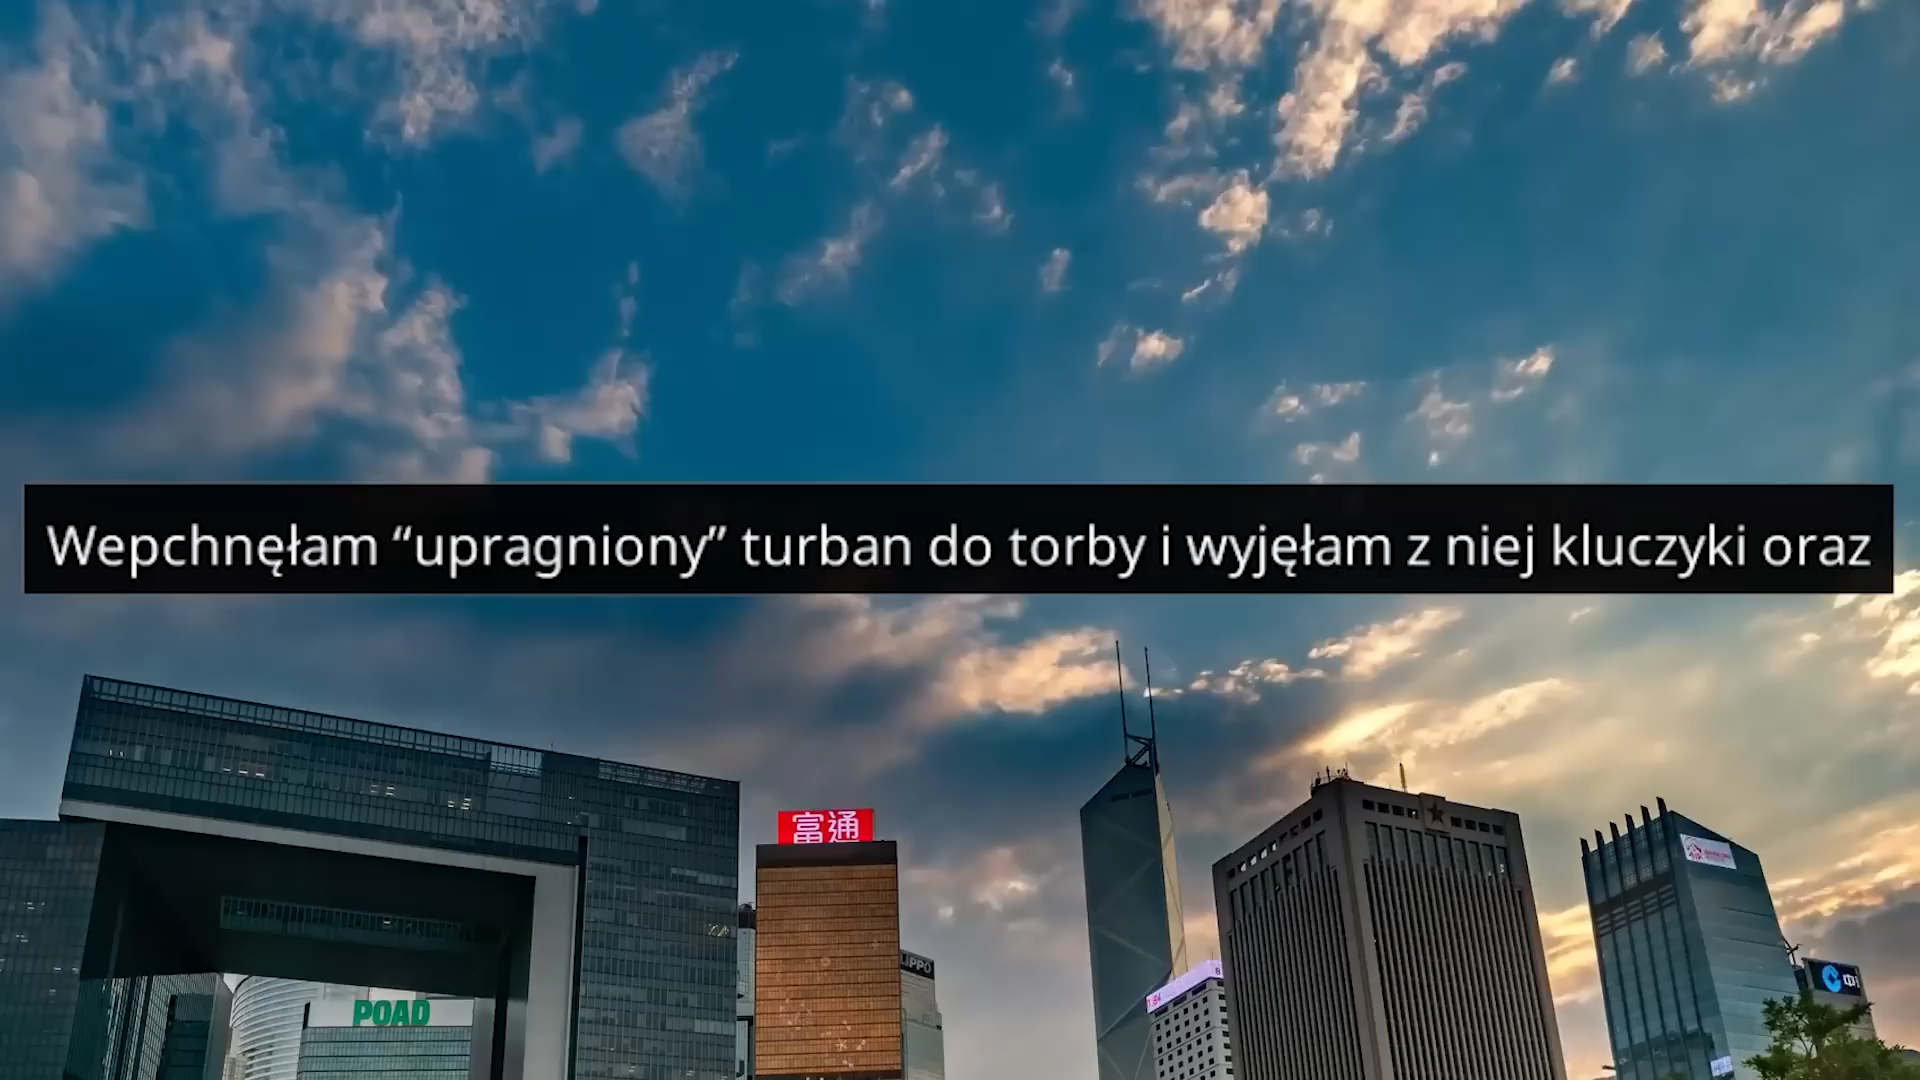 Wepchnęłam “upragniony” turban do torby i wyjęłam z niej kluczyki oraz
富通
LIPPO
POAD